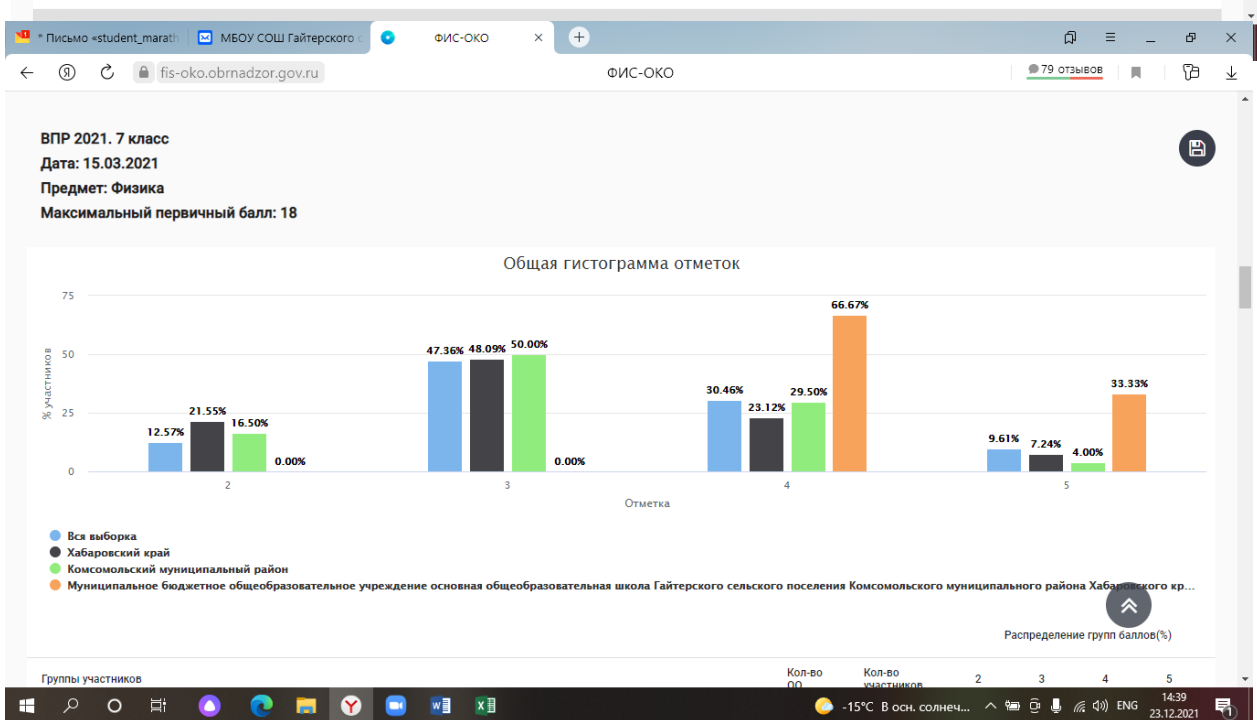 * Письмо «student_marath
МБОУ СОШ Гайтерского с
ФИС-ОКО
fis-oko.obrnadzor.gov.ru
ФИС-ОКО
79 отзывов
ВПР 2021. 7 класс
Дата: 15.03.2021
Предмет: Физика
Максимальный первичный балл: 18
Общая гистограмма отметок
75
50
25
0
% участников
12.57% 21.55% 16.50% 0.00%
47.36% 48.09% 50.00% 0.00%
30.46% 23.12% 29.50% 66.67%
9.61% 7.24% 4.00% 33.33%
2 3 4 5
Отметка
Вся выборка
Хабаровский край
Комсомольский муниципальный район
Муниципальное бюджетное общеобразовательное учреждение основная общеобразовательная школа Гайтерского сельского поселения Комсомольского муниципального района Хабаровского кр...
Распределение групп баллов(%)
Группы участников
Кол-во ОО
Кол-во участников
2 3 4 5
-15°C В осн. солнеч... ENG
14:39
23.12.2021